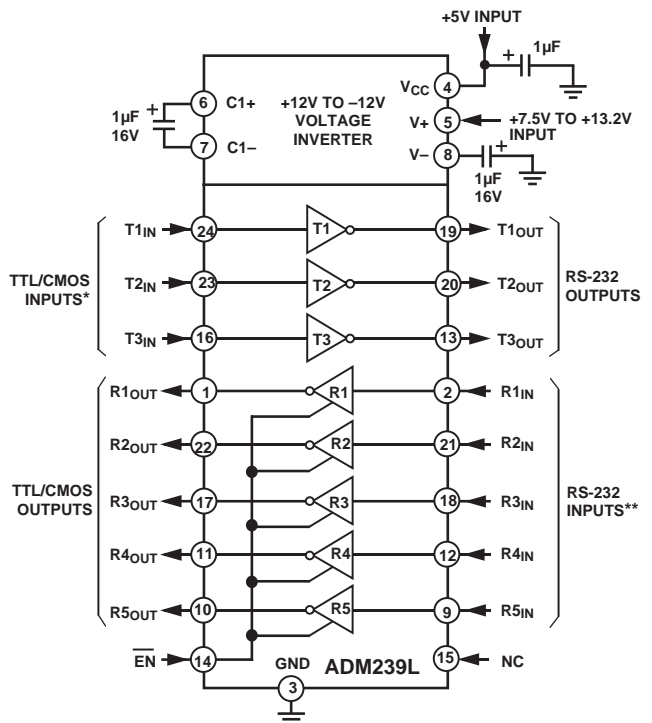 +5V INPUT
1µF
+
VCC
4
6
C1+
+
1µF
16V
+12V TO –12V
VOLTAGE
INVERTER
V+
5
+7.5V TO +13.2V
INPUT
7
C1–
V–
8
+
1µF
16V
TTL/CMOS
INPUTS*
T1IN
24
T1
19
T1OUT
T2IN
23
T2
20
T2OUT
T3IN
16
T3
13
T3OUT
RS-232
OUTPUTS
TTL/CMOS
OUTPUTS
R1OUT
1
R1
2
R1IN
R2OUT
22
R2
21
R2IN
R3OUT
17
R3
18
R3IN
R4OUT
11
R4
12
R4IN
R5OUT
10
R5
9
R5IN
RS-232
INPUTS**
EN
14
GND
3
ADM239L
15
NC